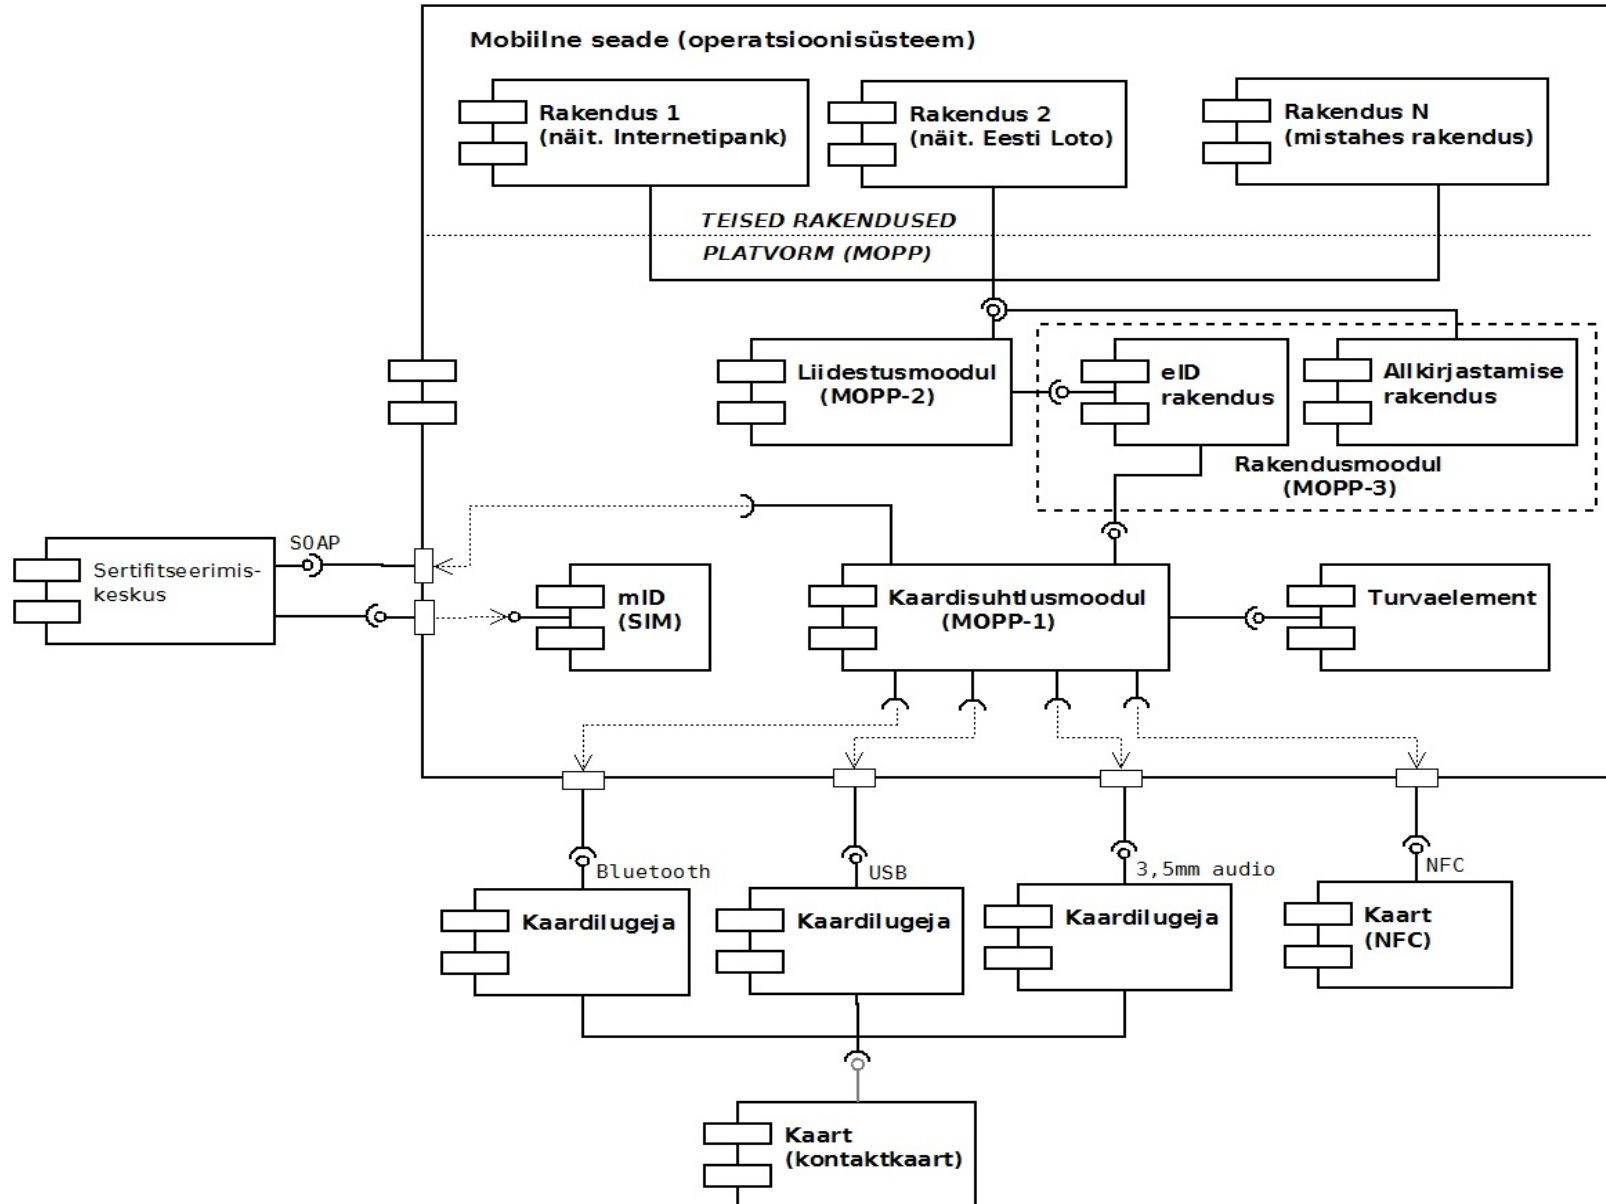 Mobiilne seade (operatsioonisüsteem)
Rakendus 1
(näit. Internetipank)
Rakendus 2
(näit. Eesti Loto)
Rakendus N
(mistahes rakendus)
TEISED RAKENDUSED
PLATVORM (MOPP)
Liidestusmoodul
(MOPP-2)
eID
rakendus
Allkirjastamise
rakendus
Rakendusmoodul
(MOPP-3)
SOAP
Sertifitseerimis-
keskus
mID
(SIM)
Kaardisuhtlusmoodul
(MOPP-1)
Turvaelement
Bluetooth
Kaardilugeja
USB
Kaardilugeja
3,5mm audio
Kaardilugeja
NFC
Kaart
(NFC)
Kaart
(kontaktkaart)